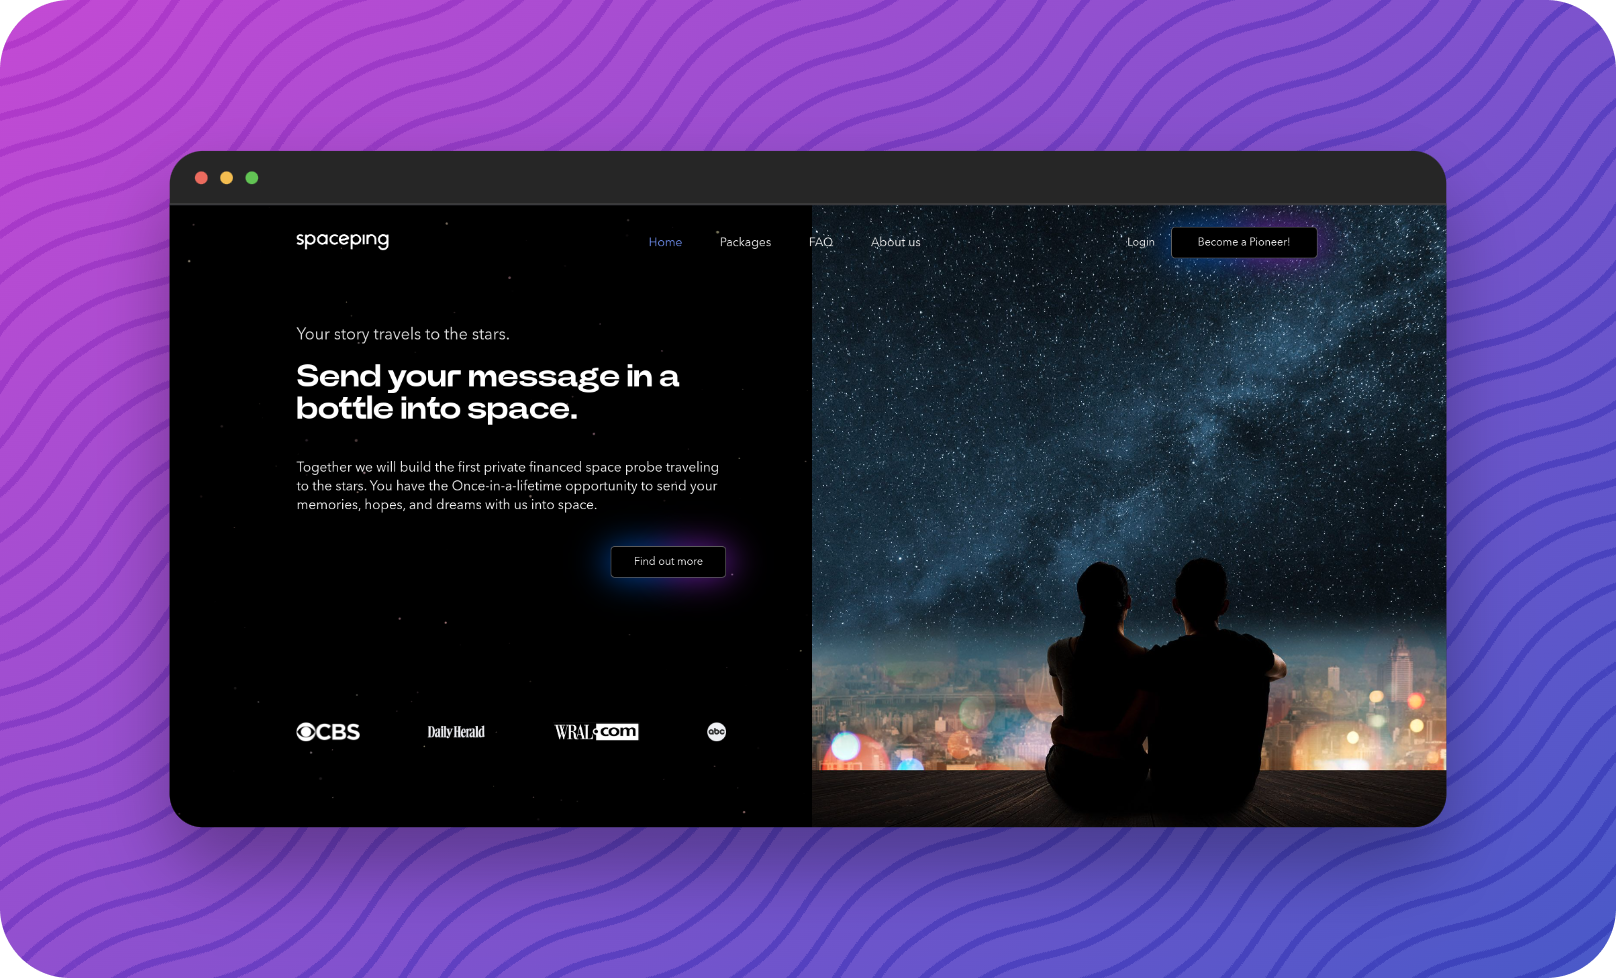 spaceping
Home
Packages
FAQ
About us
Login
Become a Pioneer!
Your story travels to the stars.
Send your message in a
bottle into space.
Together we will build the first private financed space probe traveling
to the stars. You have the Once-in-a-lifetime opportunity to send your
memories, hopes, and dreams with us into space.
Find out more
CBS
Daily Herald
WRAL.com
abc